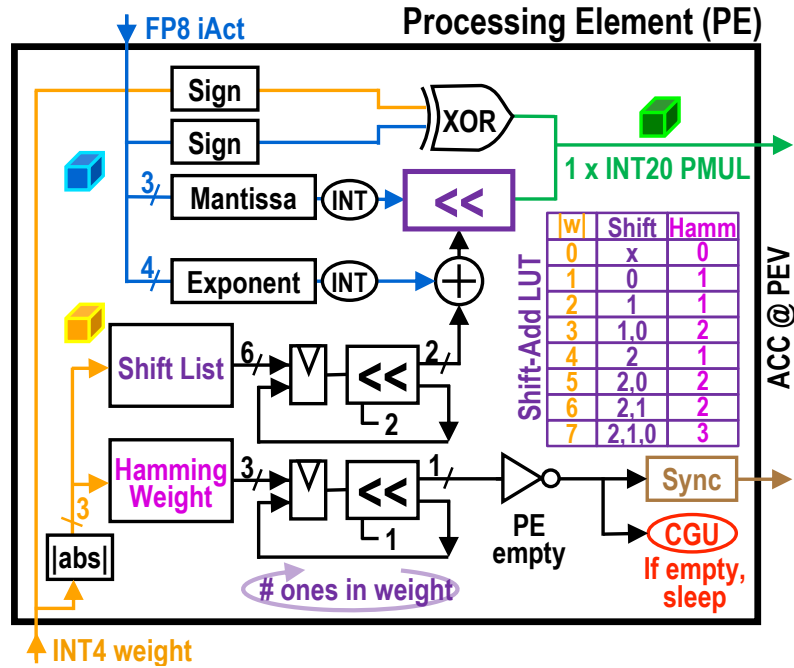 Processing Element (PE)
FP8 iAct
Sign
XOR
Sign
1 x INT20 PMUL
3
Mantissa
INT
<<
|w| Shift Hamm
0 x 0
1 0 1
2 1 1
3 1,0 2
4 2 1
5 2,0 2
6 2,1 2
7 2,1,0 3
Shift-Add LUT
ACC @ PEV
4
Exponent
INT
+
Shift List
6
V
<<
2
2
Hamming
Weight
3
V
<<
1
1
PE
empty
Sync
CGU
If empty,
sleep
# ones in weight
3
|abs|
INT4 weight